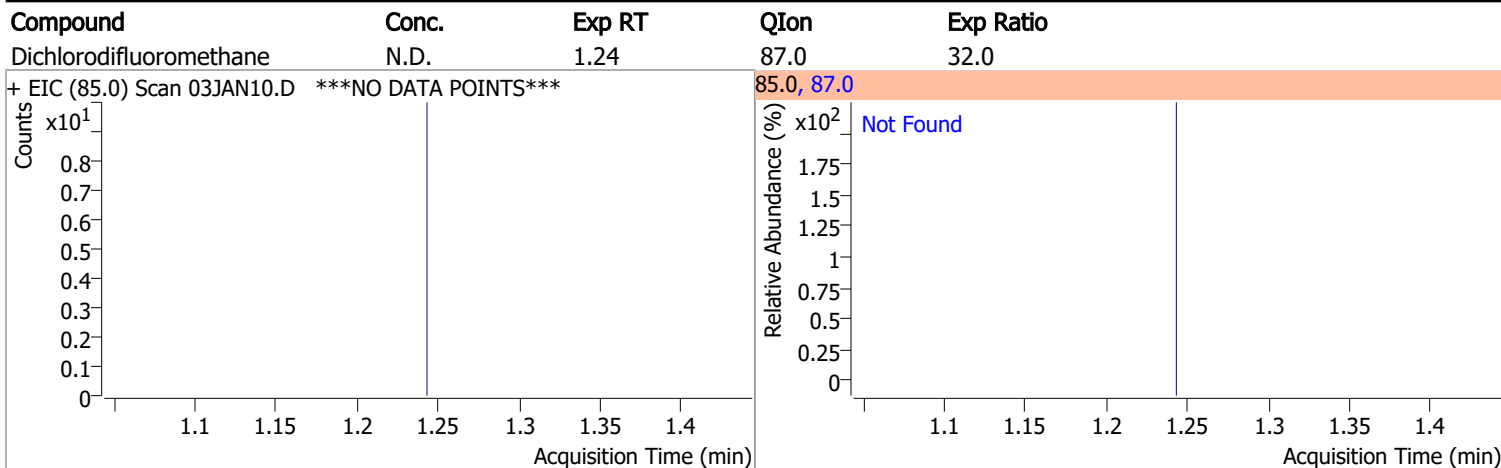 Compound Conc. Exp RT QIon Exp Ratio
Dichlorodifluoromethane N.D. 1.24 87.0 32.0
+ EIC (85.0) Scan 03JAN10.D ***NO DATA POINTS***
Counts
x10¹
0.8
0.7
0.6
0.5
0.4
0.3
0.2
0.1
0
1.1 1.15 1.2 1.25 1.3 1.35 1.4
Acquisition Time (min)
85.0, 87.0
Relative Abundance (%)
x10²
Not Found
1.75
1.5
1.25
1
0.75
0.5
0.25
0
1.1 1.15 1.2 1.25 1.3 1.35 1.4
Acquisition Time (min)